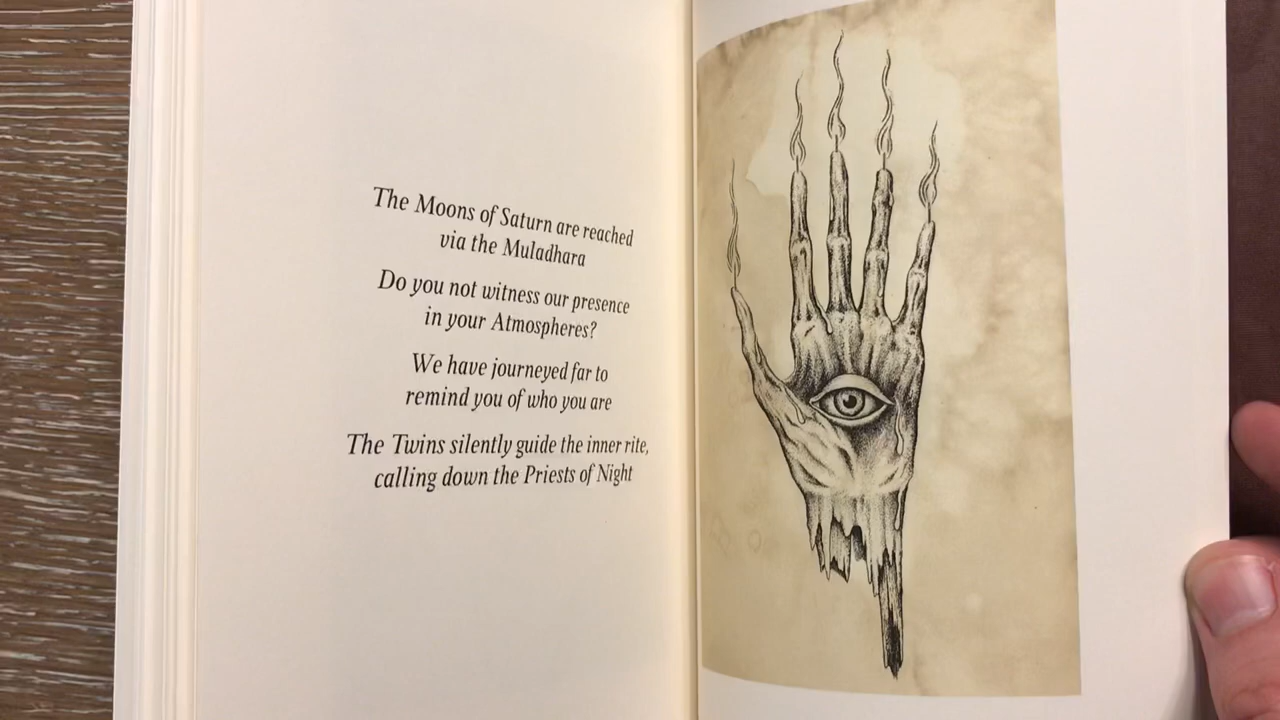 The Moons of Saturn are reached
via the Muladhara
Do you not witness our presence
in your Atmospheres?
We have journeyed far to
remind you of who you are
The Twins silently guide the inner rite,
calling down the Priests of Night